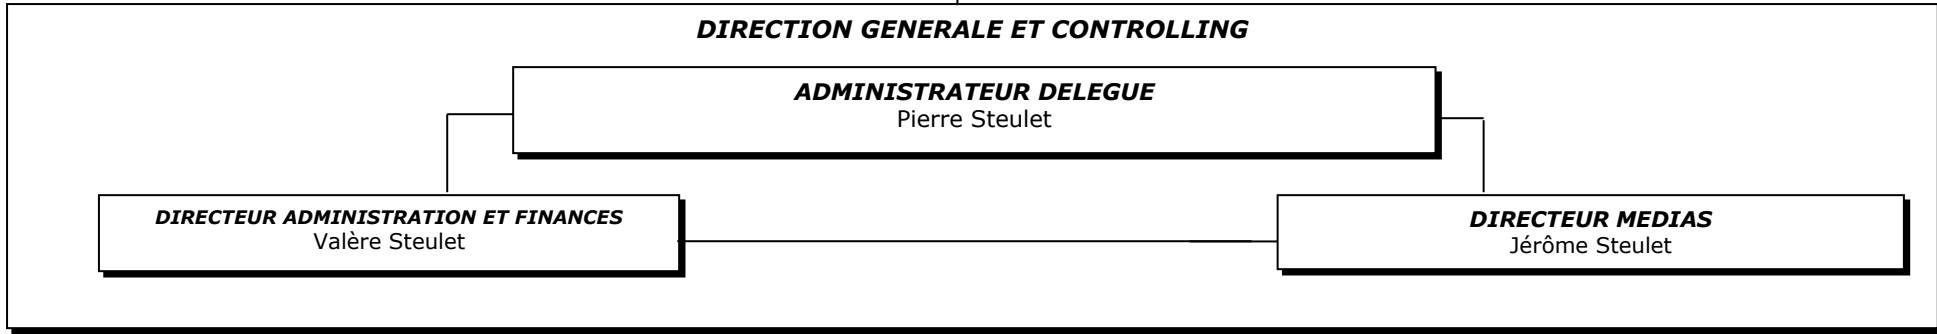 DIRECTION GENERALE ET CONTROLLING
ADMINISTRATEUR DELEGUE
Pierre Steulet
DIRECTEUR ADMINISTRATION ET FINANCES
Valère Steulet
DIRECTEUR MEDIAS
Jérôme Steulet